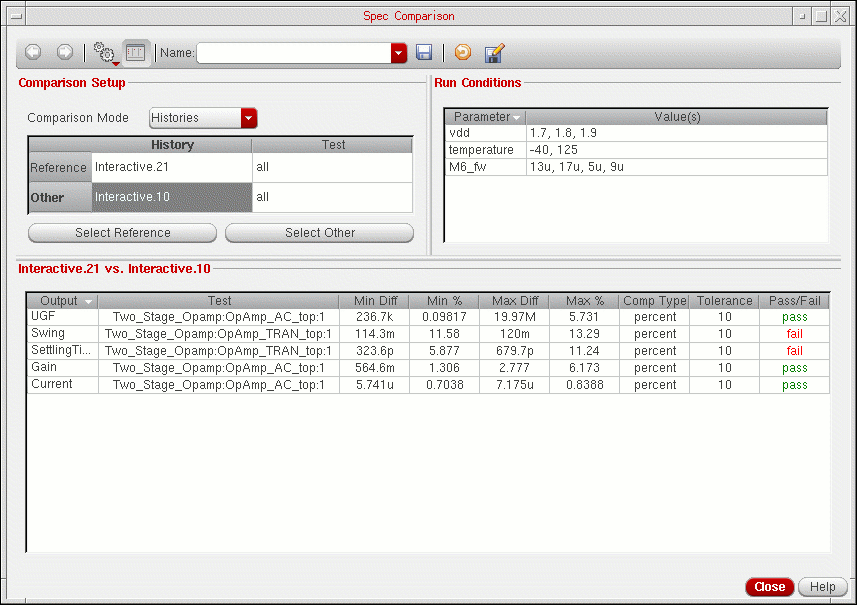 Spec Comparison
Name:
Comparison Setup
Comparison Mode Histories
History Test
Reference Interactive.21 all
Other Interactive.10 all
Select Reference Select Other
Run Conditions
Parameter Value(s)
vdd 1.7, 1.8, 1.9
temperature -40, 125
M6_fw 13u, 17u, 5u, 9u
Interactive.21 vs. Interactive.10
Output Test Min Diff Min % Max Diff Max % Comp Type Tolerance Pass/Fail
UGF Two_Stage_Opamp:OpAmp_AC_top:1 236.7k 0.09817 19.97M 5.731 percent 10 pass
Swing Two_Stage_Opamp:OpAmp_TRAN_top:1 114.3m 11.58 120m 13.29 percent 10 fail
SettlingTi... Two_Stage_Opamp:OpAmp_TRAN_top:1 323.6p 5.877 679.7p 11.24 percent 10 fail
Gain Two_Stage_Opamp:OpAmp_AC_top:1 564.6m 1.306 2.777 6.173 percent 10 pass
Current Two_Stage_Opamp:OpAmp_AC_top:1 5.741u 0.7038 7.175u 0.8388 percent 10 pass
Close Help